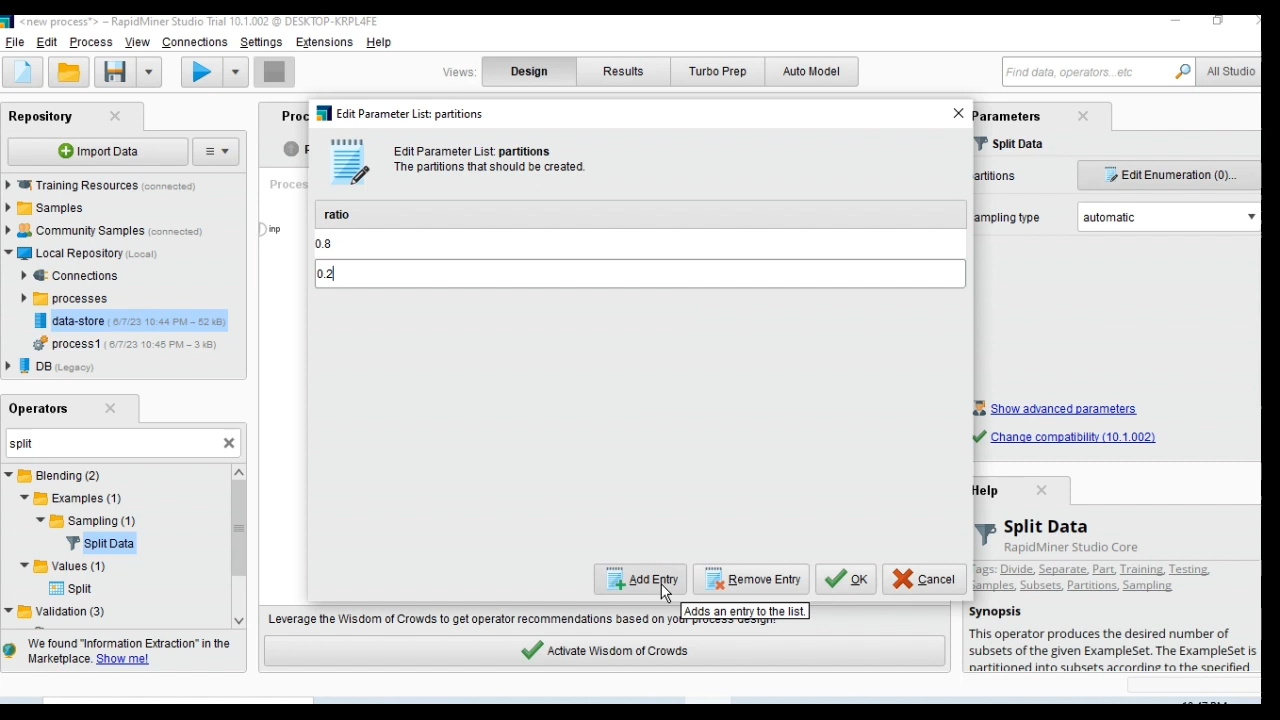 <new process*> – RapidMiner Studio Trial 10.1.002 @ DESKTOP-KRPL4FE
File Edit Process View Connections Settings Extensions Help
Views: Design Results Turbo Prep Auto Model
Find data, operators...etc All Studio
Repository
Import Data
Training Resources (connected)
Samples
Community Samples (connected)
Local Repository (Local)
Connections
processes
data-store ( 6/7/23 10:44 PM – 52 kB)
process1 ( 6/7/23 10:45 PM – 3 kB)
DB (Legacy)
Operators
split
Blending (2)
Examples (1)
Sampling (1)
Split Data
Values (1)
Split
Validation (3)
We found "Information Extraction" in the
Marketplace. Show me!
Proc
Proces
inp
Edit Parameter List: partitions
Edit Parameter List: partitions
The partitions that should be created.
ratio
0.8
0.2
Add Entry Remove Entry OK Cancel
Adds an entry to the list.
Leverage the Wisdom of Crowds to get operator recommendations based on your process design!
Activate Wisdom of Crowds
Parameters
Split Data
artitions Edit Enumeration (0)...
ampling type automatic
Show advanced parameters
Change compatibility (10.1.002)
Help
Split Data
RapidMiner Studio Core
Tags: Divide, Separate, Part, Training, Testing,
Samples, Subsets, Partitions, Sampling
Synopsis
This operator produces the desired number of
subsets of the given ExampleSet. The ExampleSet is
partitioned into subsets according to the specified